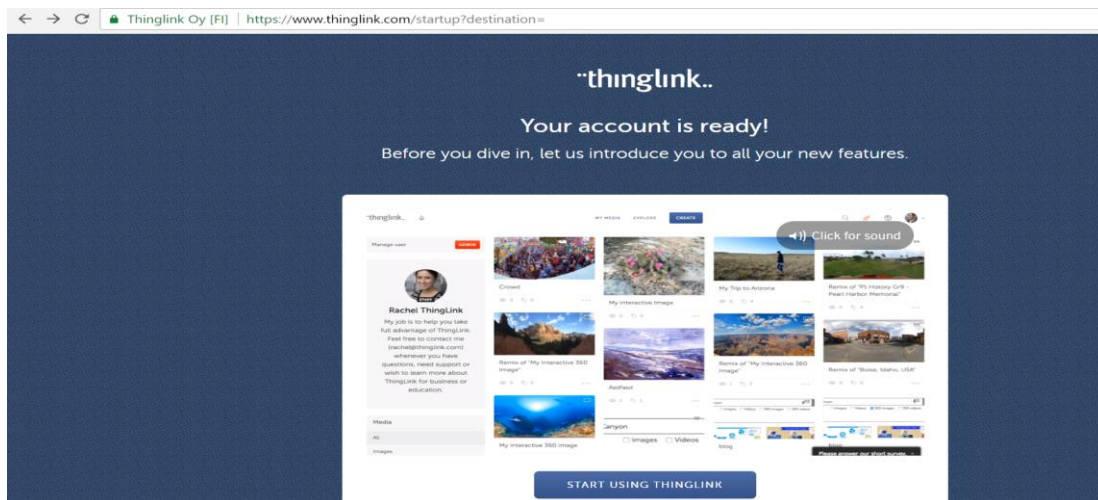 Thinglink Oy [FI] | https://www.thinglink.com/startup?destination=
¨thınglınk..
Your account is ready!
Before you dive in, let us introduce you to all your new features.
¨thınglınk..
MY MEDIA EXPLORE CREATE
Click for sound
Manage user ADMIN
Rachel ThingLink
My job is to help you take
full advantage of ThingLink.
Feel free to contact me
(rachel@thinglink.com)
whenever you have
questions, need support or
wish to learn more about
ThingLink for business or
education.
Media
All
Images
Crowd
My Interactive Image
My Trip to Arizona
Remix of "P1 History Gr9 -
Pearl Harbor Memorial"
Remix of "My Interactive 360
Image"
Remix of "My Interactive 360
Image"
Remix of "Boise, Idaho, USA"
My interactive 360 image
Canyon
Images Videos
blog
blog
Please answer our short survey.
START USING THINGLINK